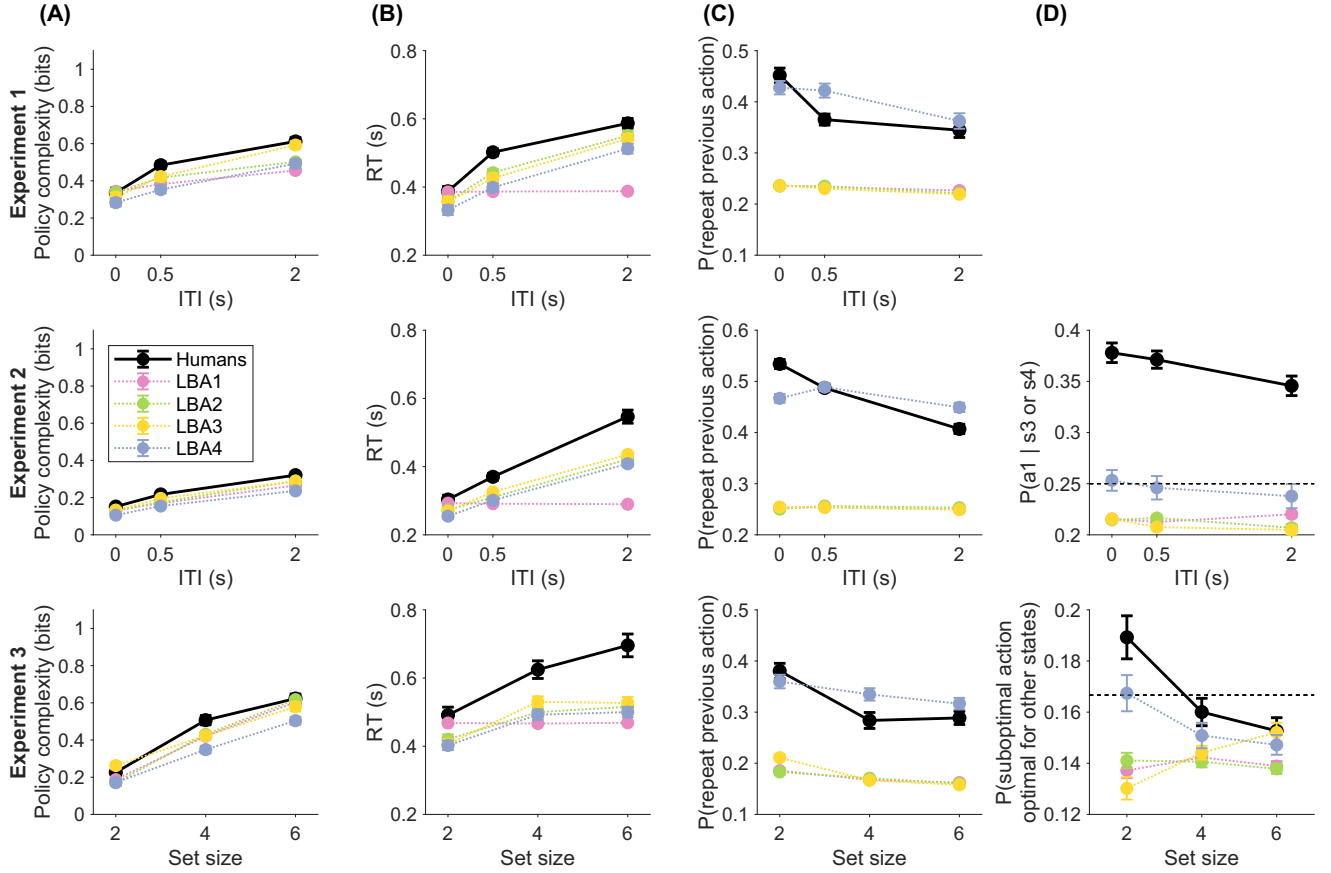 (A)
(B)
(C)
(D)
Experiment 1
Policy complexity (bits)
1
0.8
0.6
0.4
0.2
0
0
0.5
2
ITI (s)
RT (s)
0.8
0.6
0.4
0.2
0
0.5
2
ITI (s)
P(repeat previous action)
0.5
0.4
0.3
0.2
0.1
0
0.5
2
ITI (s)
Experiment 2
Policy complexity (bits)
1
0.8
0.6
0.4
0.2
0
Humans
LBA1
LBA2
LBA3
LBA4
0
0.5
2
ITI (s)
RT (s)
0.8
0.6
0.4
0.2
0
0.5
2
ITI (s)
P(repeat previous action)
0.6
0.5
0.4
0.3
0.2
0
0.5
2
ITI (s)
P(a1 | s3 or s4)
0.4
0.35
0.3
0.25
0.2
0
0.5
2
ITI (s)
Experiment 3
Policy complexity (bits)
1
0.8
0.6
0.4
0.2
0
2
4
6
Set size
RT (s)
0.8
0.6
0.4
0.2
2
4
6
Set size
P(repeat previous action)
0.5
0.4
0.3
0.2
0.1
2
4
6
Set size
P(suboptimal action
optimal for other states)
0.2
0.18
0.16
0.14
0.12
2
4
6
Set size